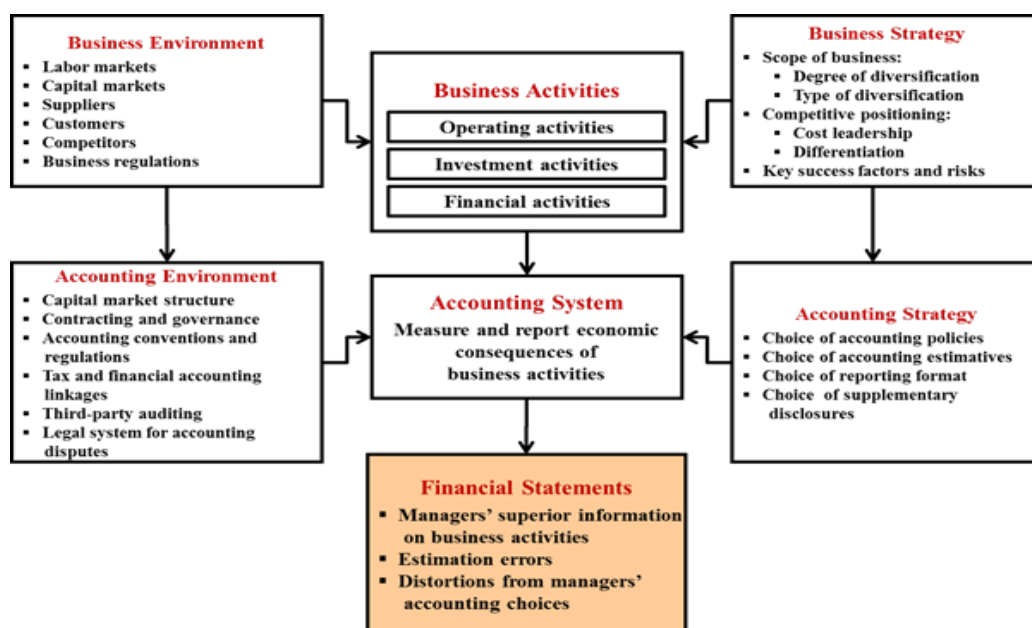 Business Environment
▪ Labor markets
▪ Capital markets
▪ Suppliers
▪ Customers
▪ Competitors
▪ Business regulations
Business Activities
Operating activities
Investment activities
Financial activities
Business Strategy
▪ Scope of business:
▪ Degree of diversification
▪ Type of diversification
▪ Competitive positioning:
▪ Cost leadership
▪ Differentiation
▪ Key success factors and risks
Accounting Environment
▪ Capital market structure
▪ Contracting and governance
▪ Accounting conventions and
regulations
▪ Tax and financial accounting
linkages
▪ Third-party auditing
▪ Legal system for accounting
disputes
Accounting System
Measure and report economic
consequences of
business activities
Accounting Strategy
▪ Choice of accounting policies
▪ Choice of accounting estimatives
▪ Choice of reporting format
▪ Choice of supplementary
disclosures
Financial Statements
▪ Managers’ superior information
on business activities
▪ Estimation errors
▪ Distortions from managers’
accounting choices